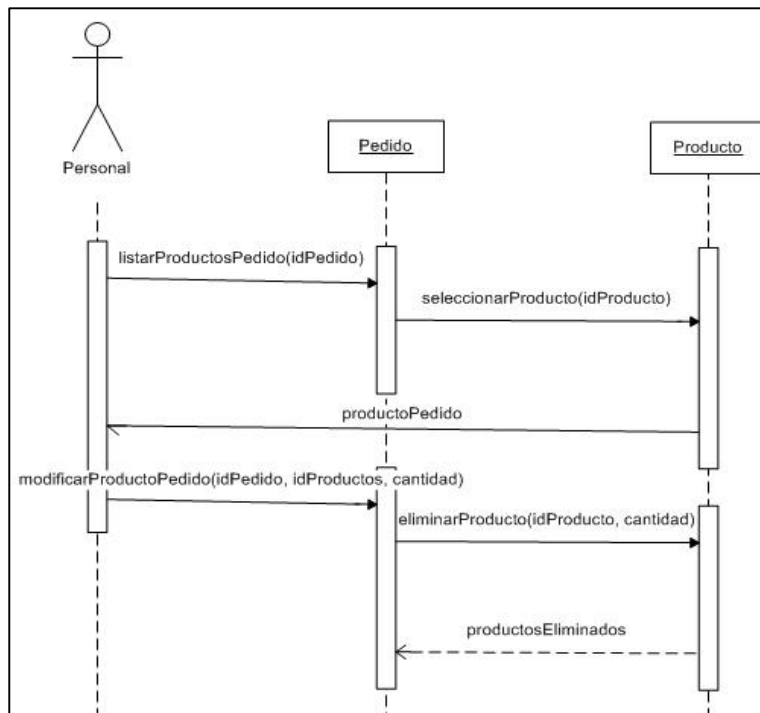 Personal
Pedido
Producto
listarProductosPedido(idPedido)
seleccionarProducto(idProducto)
productoPedido
modificarProductoPedido(idPedido, idProductos, cantidad)
eliminarProducto(idProducto, cantidad)
productosEliminados